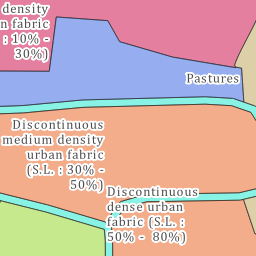 density
n fabric
: 10% -
30%)
Pastures
Discontinuous
medium density
urban fabric
(S.L. : 30% -
50%)
Discontinuous
dense urban
fabric (S.L. :
50% - 80%)